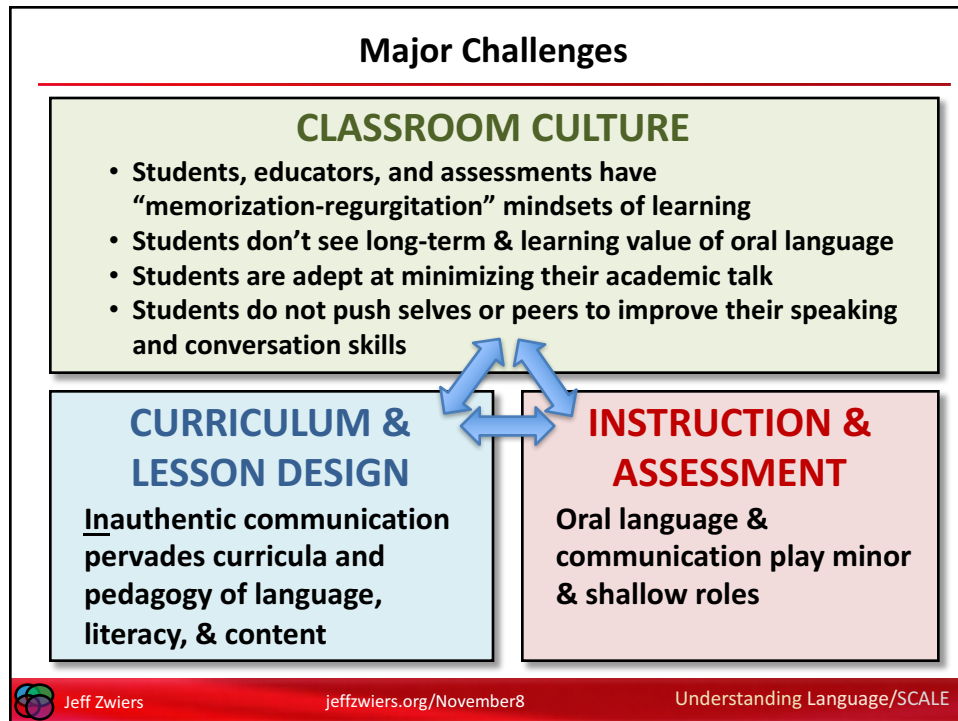 Major Challenges
CLASSROOM CULTURE
• Students, educators, and assessments have
“memorization-regurgitation” mindsets of learning
• Students don’t see long-term & learning value of oral language
• Students are adept at minimizing their academic talk
• Students do not push selves or peers to improve their speaking
and conversation skills
CURRICULUM &
LESSON DESIGN
Inauthentic communication
pervades curricula and
pedagogy of language,
literacy, & content
INSTRUCTION &
ASSESSMENT
Oral language &
communication play minor
& shallow roles
Jeff Zwiers
jeffzwiers.org/November8
Understanding Language/SCALE